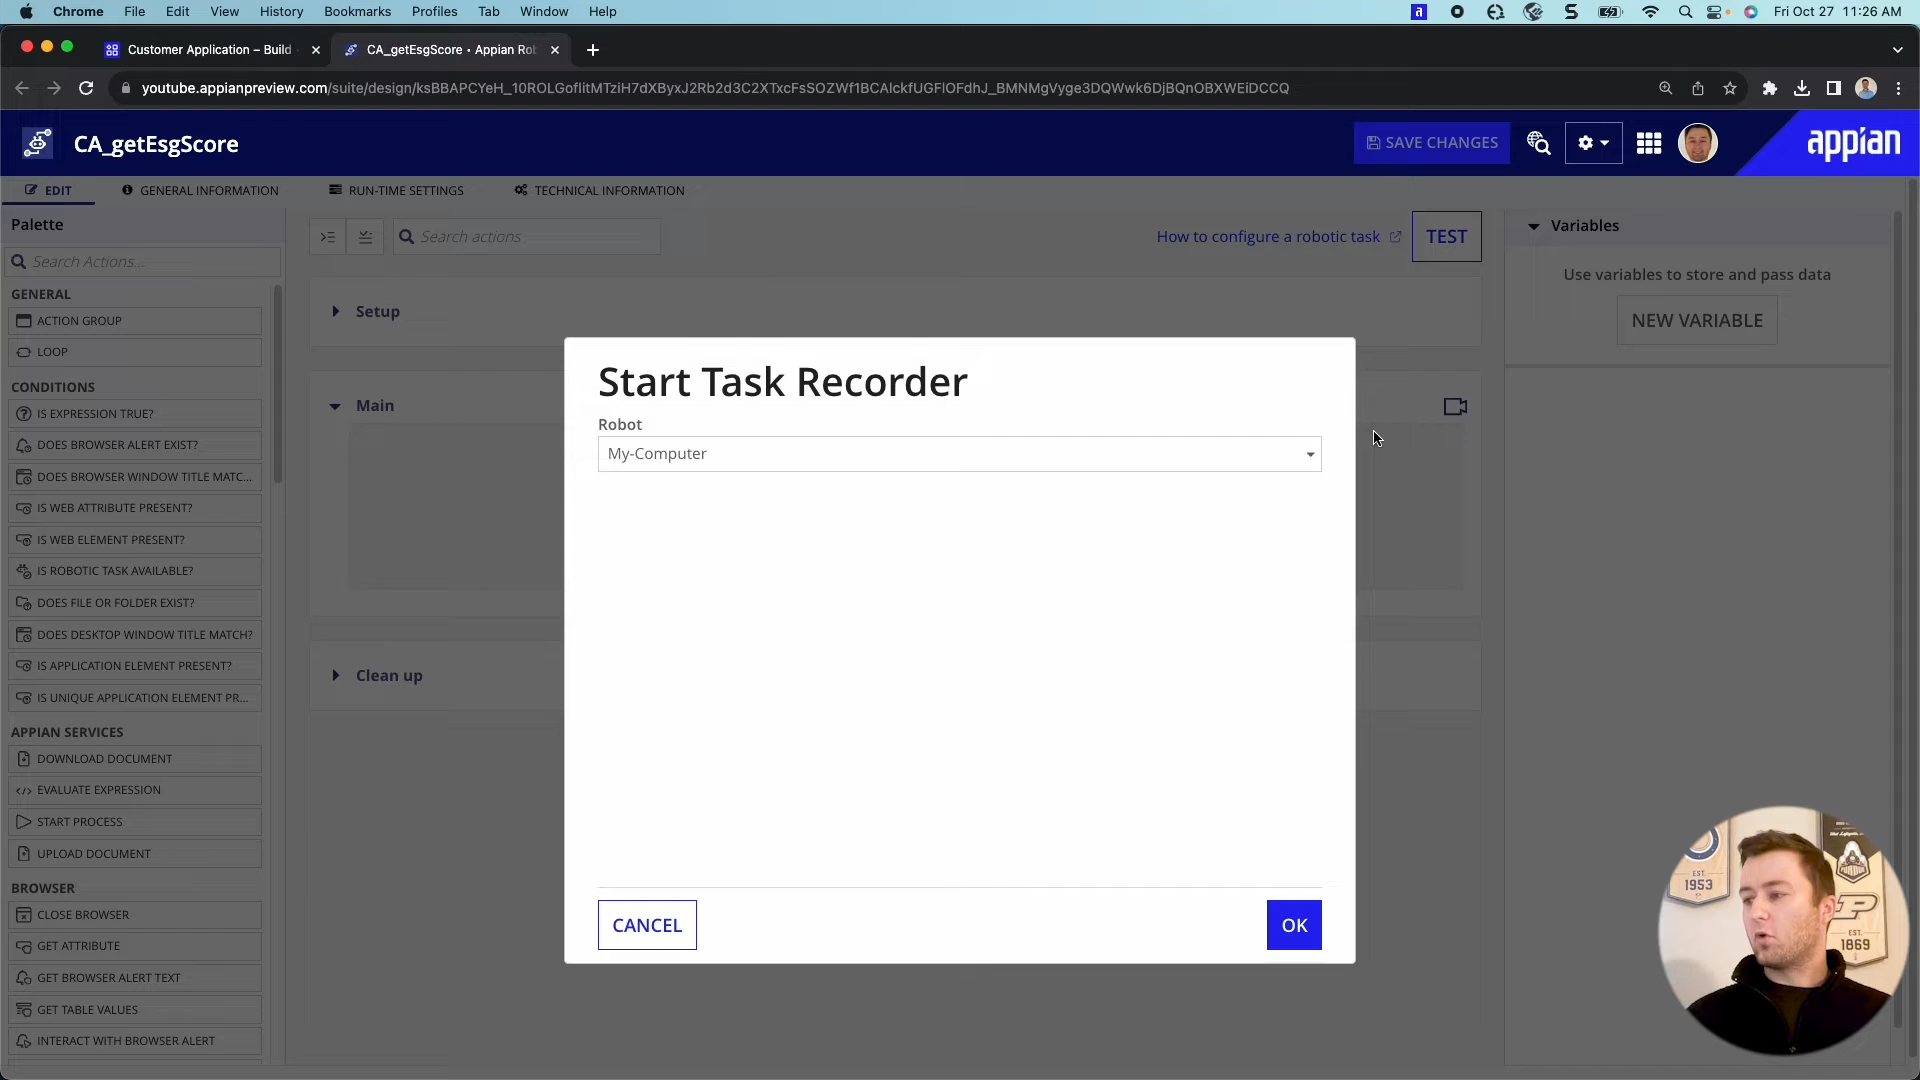 Chrome File Edit View History Bookmarks Profiles Tab Window Help
Fri Oct 27 11:26 AM
Customer Application – Build
CA_getEsgScore • Appian Rob
youtube.appianpreview.com/suite/design/ksBBAPCYeH_10ROLGoflitMTziH7dXByxJ2Rb2d3C2XTxcFsSOZWf1BCAlckfUGFlOFdhJ_BMNMgVyge3DQWwk6DjBQnOBXWEiDCCQ
CA_getEsgScore
SAVE CHANGES
appian
EDIT
GENERAL INFORMATION
RUN-TIME SETTINGS
TECHNICAL INFORMATION
Palette
Search Actions...
GENERAL
ACTION GROUP
LOOP
CONDITIONS
IS EXPRESSION TRUE?
DOES BROWSER ALERT EXIST?
DOES BROWSER WINDOW TITLE MATC...
IS WEB ATTRIBUTE PRESENT?
IS WEB ELEMENT PRESENT?
IS ROBOTIC TASK AVAILABLE?
DOES FILE OR FOLDER EXIST?
DOES DESKTOP WINDOW TITLE MATCH?
IS APPLICATION ELEMENT PRESENT?
IS UNIQUE APPLICATION ELEMENT PR...
APPIAN SERVICES
DOWNLOAD DOCUMENT
EVALUATE EXPRESSION
START PROCESS
UPLOAD DOCUMENT
BROWSER
CLOSE BROWSER
GET ATTRIBUTE
GET BROWSER ALERT TEXT
GET TABLE VALUES
INTERACT WITH BROWSER ALERT
Search actions
How to configure a robotic task
TEST
Setup
Main
Clean up
Start Task Recorder
Robot
My-Computer
CANCEL
OK
Variables
Use variables to store and pass data
NEW VARIABLE
EST.
1953
EST.
1869